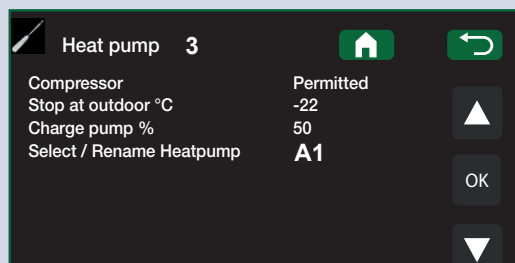 Heat pump 3
Compressor Permitted
Stop at outdoor °C -22
Charge pump % 50
Select / Rename Heatpump A1
OK